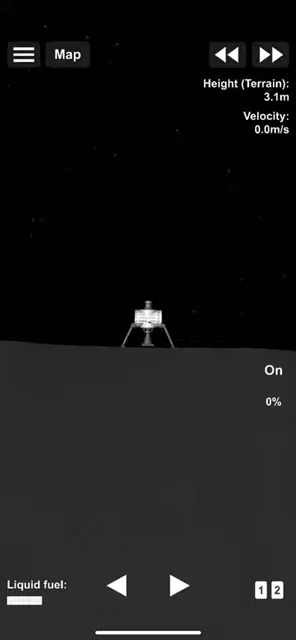 Map
Height (Terrain):
3.1m
Velocity:
0.0m/s
On
0%
Liquid fuel:
1 2